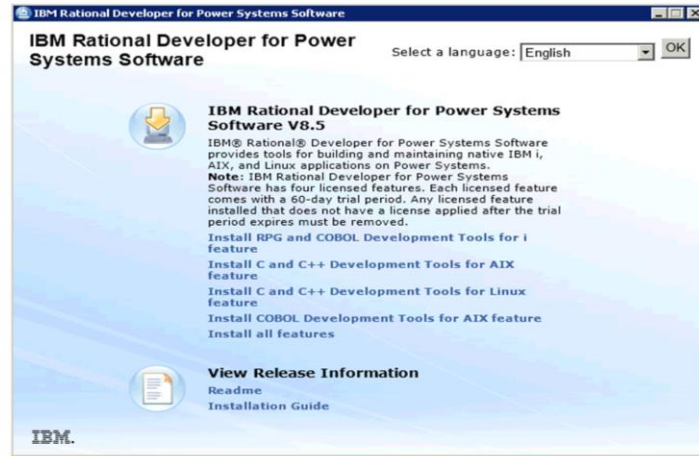 IBM Rational Developer for Power Systems Software
IBM Rational Developer for Power
Systems Software
Select a language: English OK
IBM Rational Developer for Power Systems
Software V8.5
IBM® Rational® Developer for Power Systems Software
provides tools for building and maintaining native IBM i,
AIX, and Linux applications on Power Systems.
Note: IBM Rational Developer for Power Systems
Software has four licensed features. Each licensed feature
comes with a 60-day trial period. Any licensed feature
installed that does not have a license applied after the trial
period expires must be removed.
Install RPG and COBOL Development Tools for i
feature
Install C and C++ Development Tools for AIX
feature
Install C and C++ Development Tools for Linux
feature
Install COBOL Development Tools for AIX feature
Install all features
View Release Information
Readme
Installation Guide
IBM.